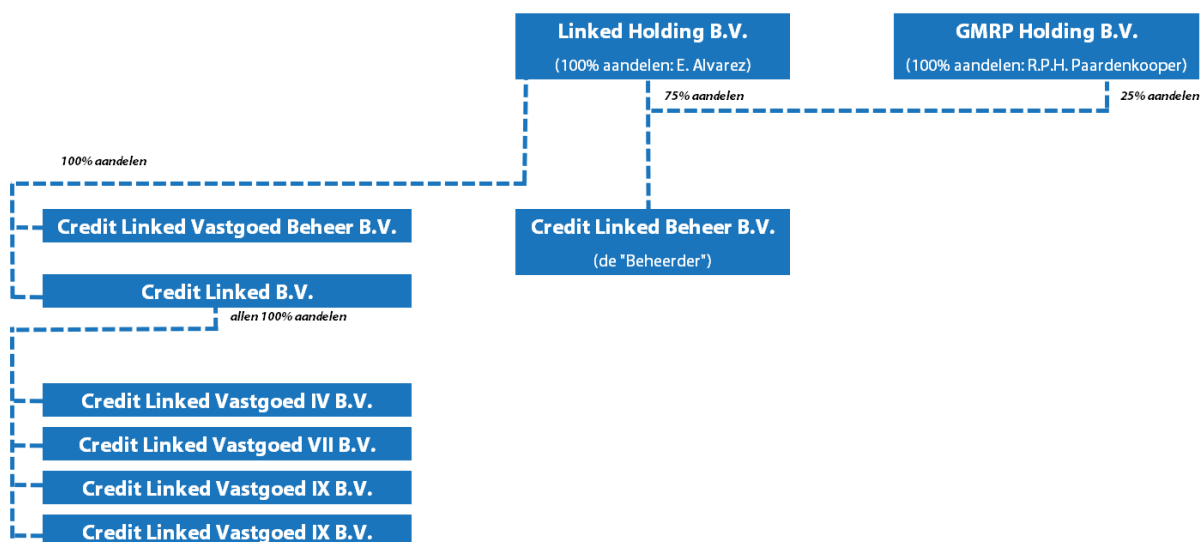 Linked Holding B.V.
(100% aandelen: E. Alvarez)
GMRP Holding B.V.
(100% aandelen: R.P.H. Paardenkooper)
75% aandelen
25% aandelen
100% aandelen
Credit Linked Vastgoed Beheer B.V.
Credit Linked Beheer B.V.
(de "Beheerder")
Credit Linked B.V.
allen 100% aandelen
Credit Linked Vastgoed IV B.V.
Credit Linked Vastgoed VII B.V.
Credit Linked Vastgoed IX B.V.
Credit Linked Vastgoed IX B.V.